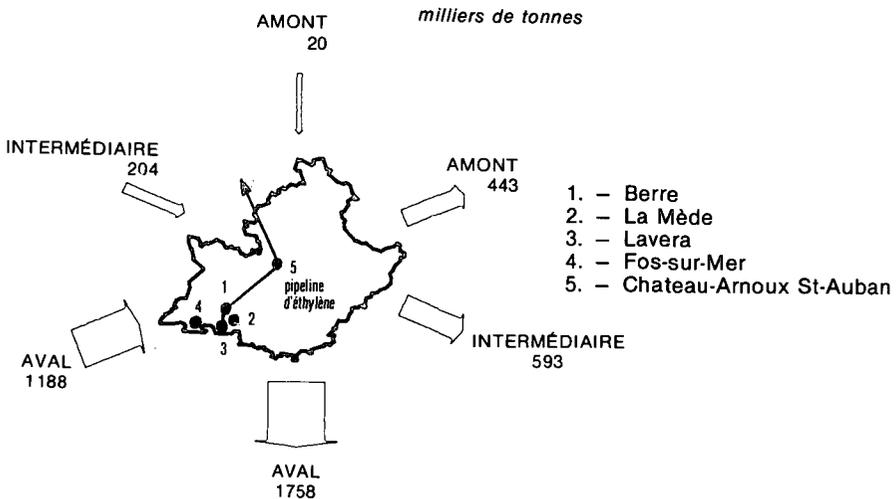 milliers de tonnes
AMONT
20
INTERMÉDIAIRE
204
AMONT
443
1. – Berre
2. – La Mède
3. – Lavera
4. – Fos-sur-Mer
5. – Chateau-Arnoux St-Auban
5
pipeline
d'éthylène
1
4
2
3
AVAL
1188
INTERMÉDIAIRE
593
AVAL
1758